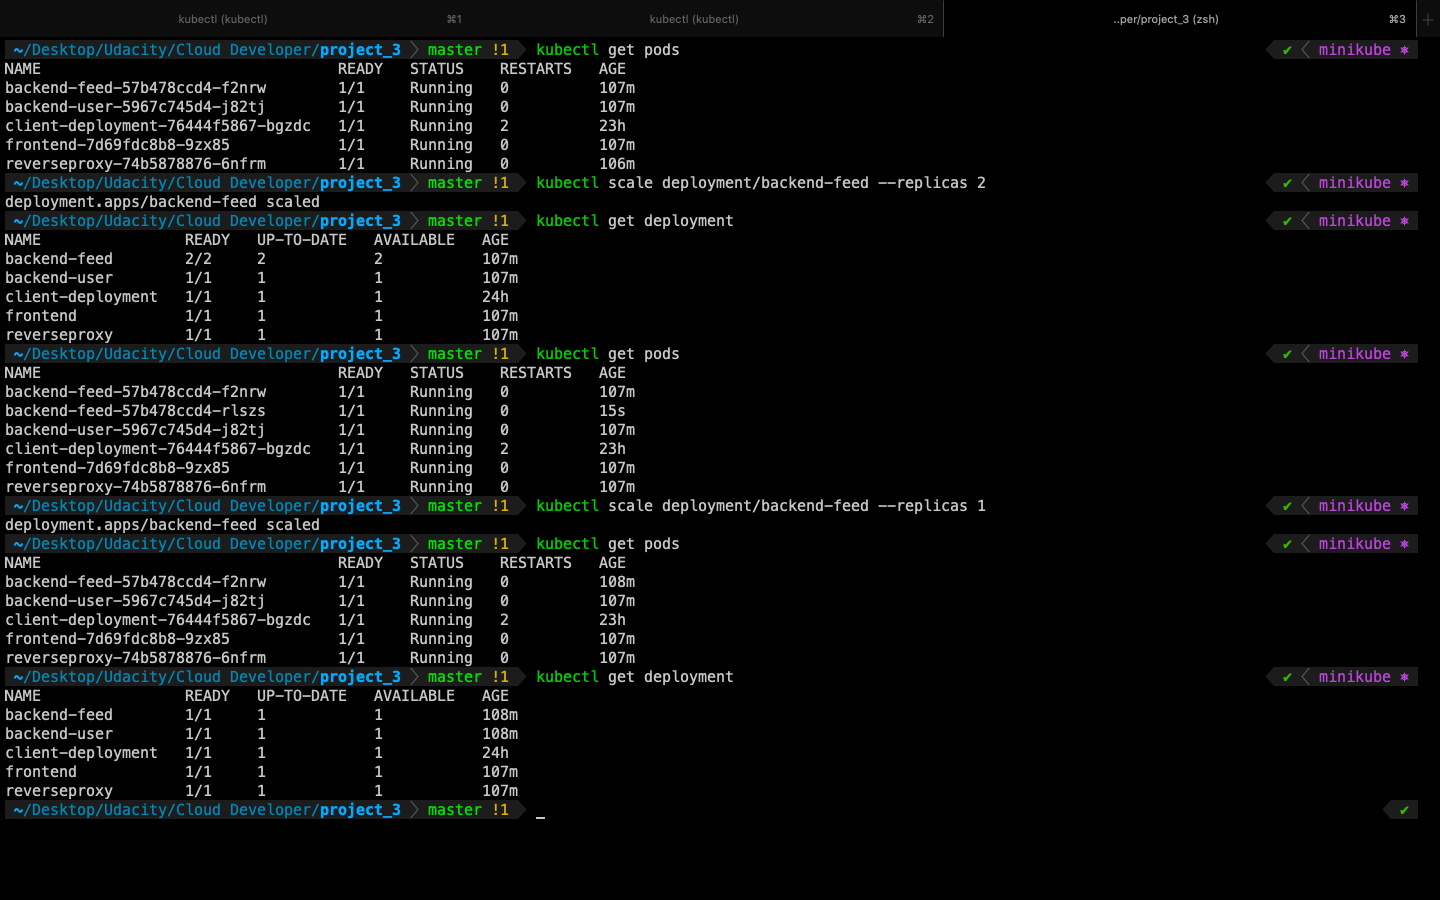 kubectl (kubectl) ⌘1 kubectl (kubectl) ⌘2 ..per/project_3 (zsh) ⌘3 +
~/Desktop/Udacity/Cloud Developer/project_3 master !1 kubectl get pods ✔ minikube ⎈
NAME READY STATUS RESTARTS AGE
backend-feed-57b478ccd4-f2nrw 1/1 Running 0 107m
backend-user-5967c745d4-j82tj 1/1 Running 0 107m
client-deployment-76444f5867-bgzdc 1/1 Running 2 23h
frontend-7d69fdc8b8-9zx85 1/1 Running 0 107m
reverseproxy-74b5878876-6nfrm 1/1 Running 0 106m
~/Desktop/Udacity/Cloud Developer/project_3 master !1 kubectl scale deployment/backend-feed --replicas 2 ✔ minikube ⎈
deployment.apps/backend-feed scaled
~/Desktop/Udacity/Cloud Developer/project_3 master !1 kubectl get deployment ✔ minikube ⎈
NAME READY UP-TO-DATE AVAILABLE AGE
backend-feed 2/2 2 2 107m
backend-user 1/1 1 1 107m
client-deployment 1/1 1 1 24h
frontend 1/1 1 1 107m
reverseproxy 1/1 1 1 107m
~/Desktop/Udacity/Cloud Developer/project_3 master !1 kubectl get pods ✔ minikube ⎈
NAME READY STATUS RESTARTS AGE
backend-feed-57b478ccd4-f2nrw 1/1 Running 0 107m
backend-feed-57b478ccd4-rlszs 1/1 Running 0 15s
backend-user-5967c745d4-j82tj 1/1 Running 0 107m
client-deployment-76444f5867-bgzdc 1/1 Running 2 23h
frontend-7d69fdc8b8-9zx85 1/1 Running 0 107m
reverseproxy-74b5878876-6nfrm 1/1 Running 0 107m
~/Desktop/Udacity/Cloud Developer/project_3 master !1 kubectl scale deployment/backend-feed --replicas 1 ✔ minikube ⎈
deployment.apps/backend-feed scaled
~/Desktop/Udacity/Cloud Developer/project_3 master !1 kubectl get pods ✔ minikube ⎈
NAME READY STATUS RESTARTS AGE
backend-feed-57b478ccd4-f2nrw 1/1 Running 0 108m
backend-user-5967c745d4-j82tj 1/1 Running 0 107m
client-deployment-76444f5867-bgzdc 1/1 Running 2 23h
frontend-7d69fdc8b8-9zx85 1/1 Running 0 107m
reverseproxy-74b5878876-6nfrm 1/1 Running 0 107m
~/Desktop/Udacity/Cloud Developer/project_3 master !1 kubectl get deployment ✔ minikube ⎈
NAME READY UP-TO-DATE AVAILABLE AGE
backend-feed 1/1 1 1 108m
backend-user 1/1 1 1 108m
client-deployment 1/1 1 1 24h
frontend 1/1 1 1 107m
reverseproxy 1/1 1 1 107m
~/Desktop/Udacity/Cloud Developer/project_3 master !1 _ ✔